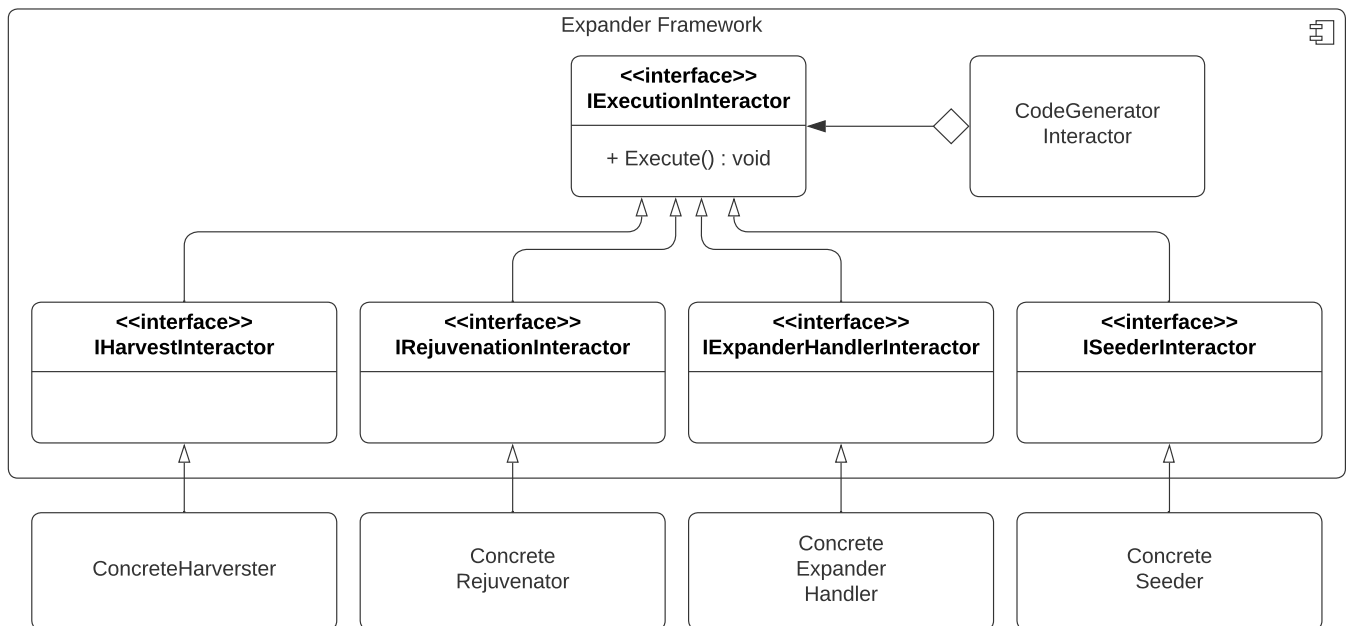 Expander Framework
<<interface>>
IExecutionInteractor
+ Execute() : void
CodeGenerator
Interactor
<<interface>>
IHarvestInteractor
<<interface>>
IRejuvenationInteractor
<<interface>>
IExpanderHandlerInteractor
<<interface>>
ISeederInteractor
ConcreteHarverster
Concrete
Rejuvenator
Concrete
Expander
Handler
Concrete
Seeder